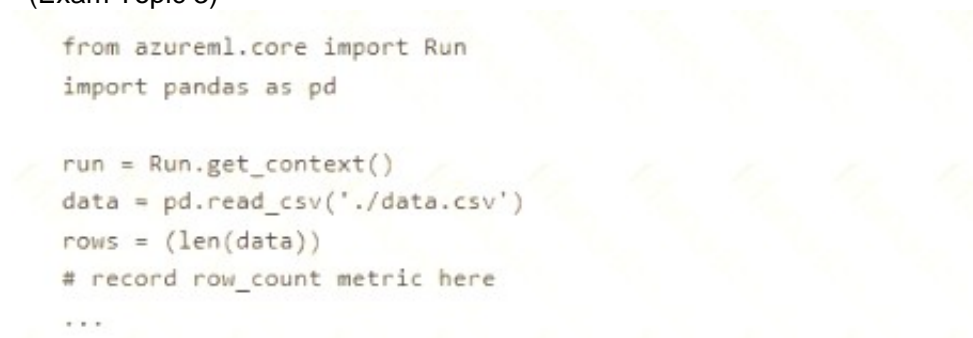 from azureml.core import Run
import pandas as pd
run = Run.get_context()
data = pd.read_csv('./data.csv')
rows = (len(data))
# record row_count metric here
...